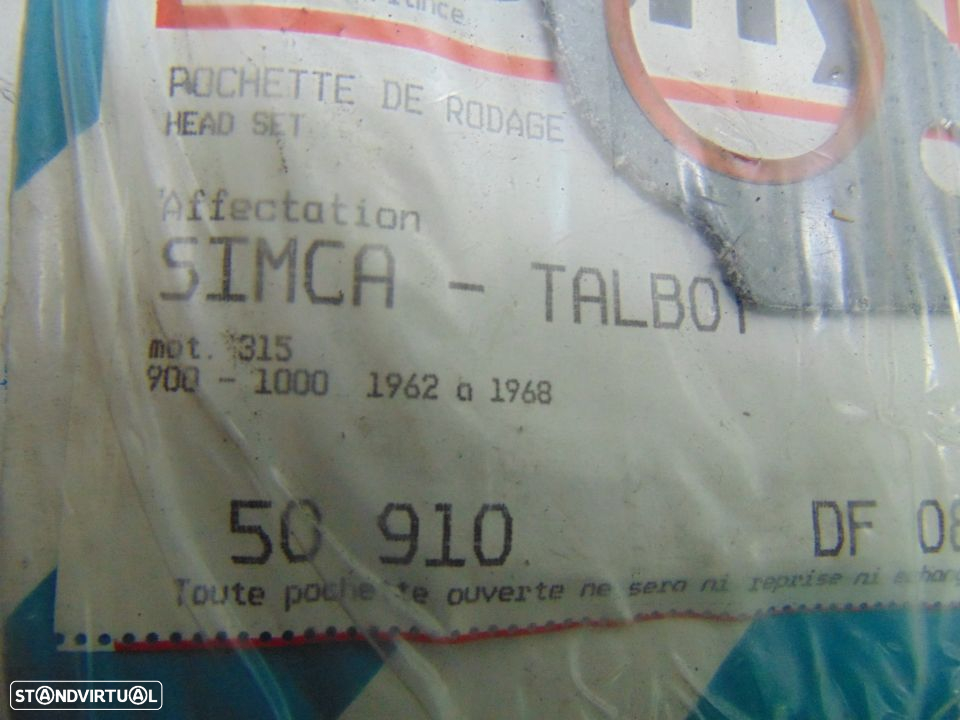 POCHETTE DE RODAGE
HEAD SET
Affectation
SIMCA - TALBOT
mot. 315
900 - 1000 1962 a 1968
50 910
DF 08
Toute pochette ouverte ne sera ni reprise ni
STANDVIRTUAL